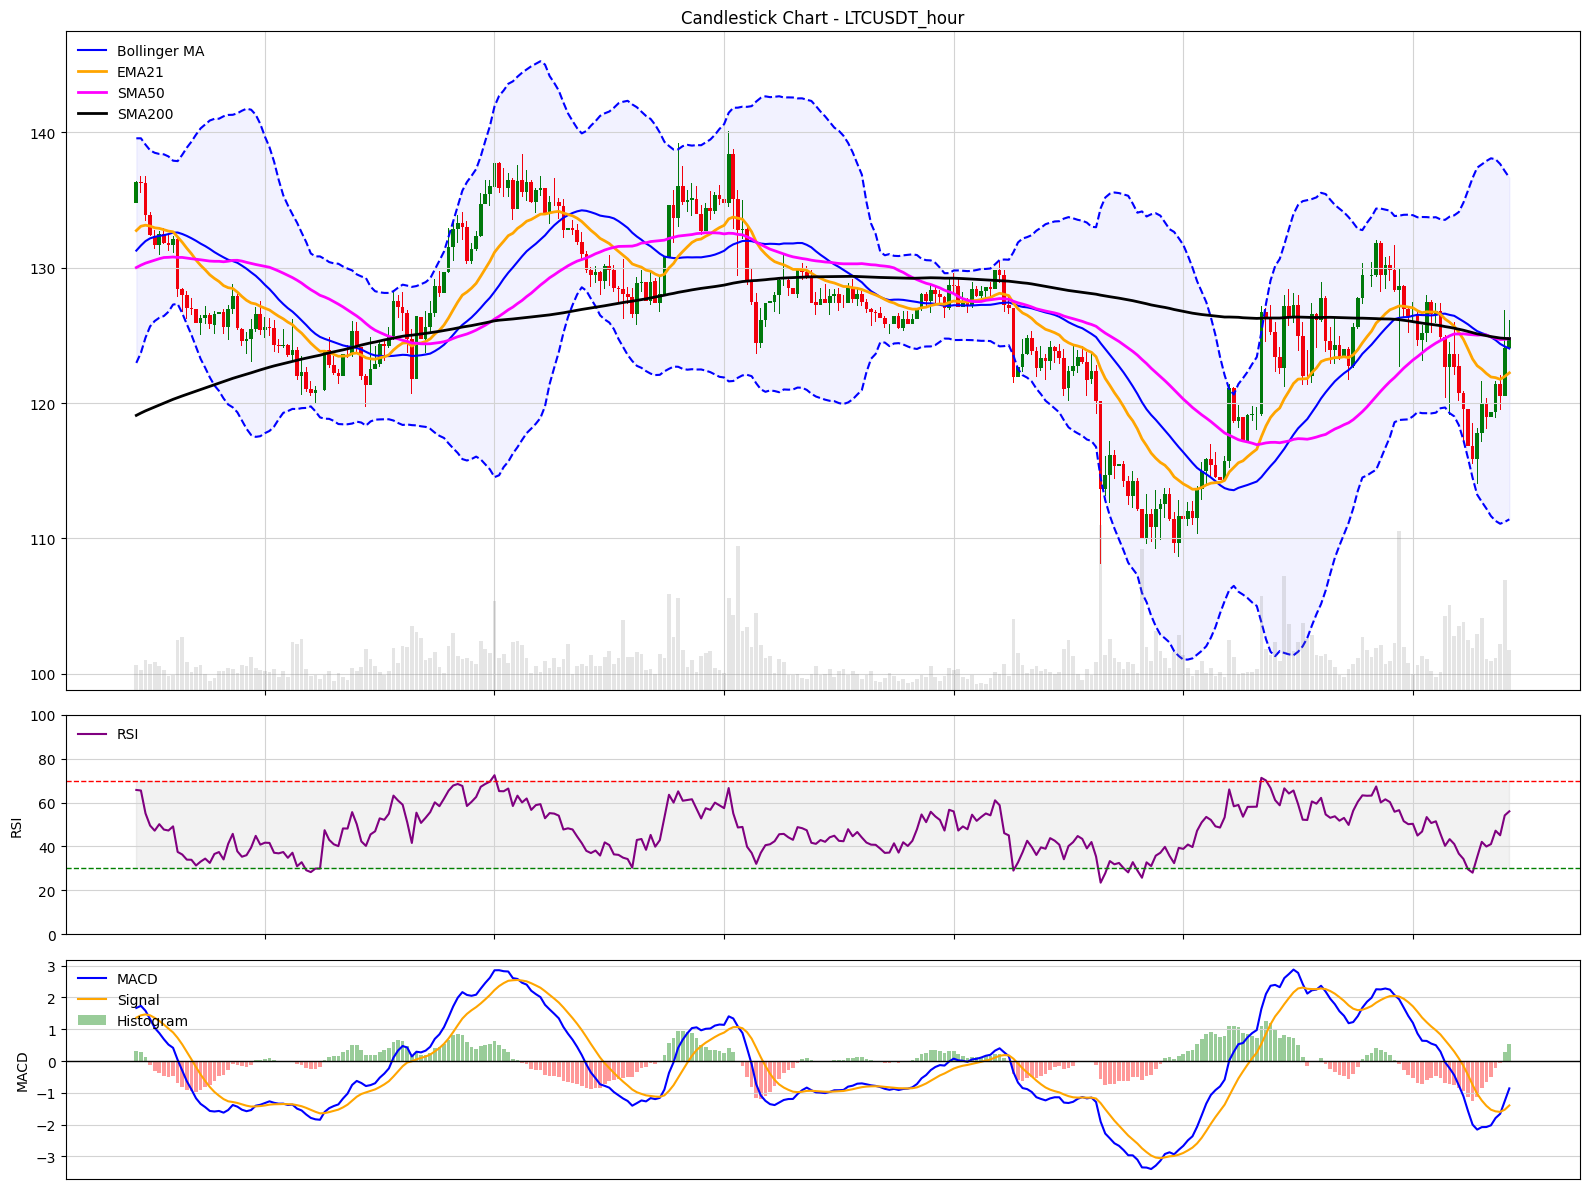 Candlestick Chart - LTCUSDT_hour
Bollinger MA
EMA21
SMA50
SMA200
140
130
120
110
100
RSI
100
80
60
40
20
0
RSI
MACD
Signal
Histogram
3
2
1
0
−1
−2
−3
MACD